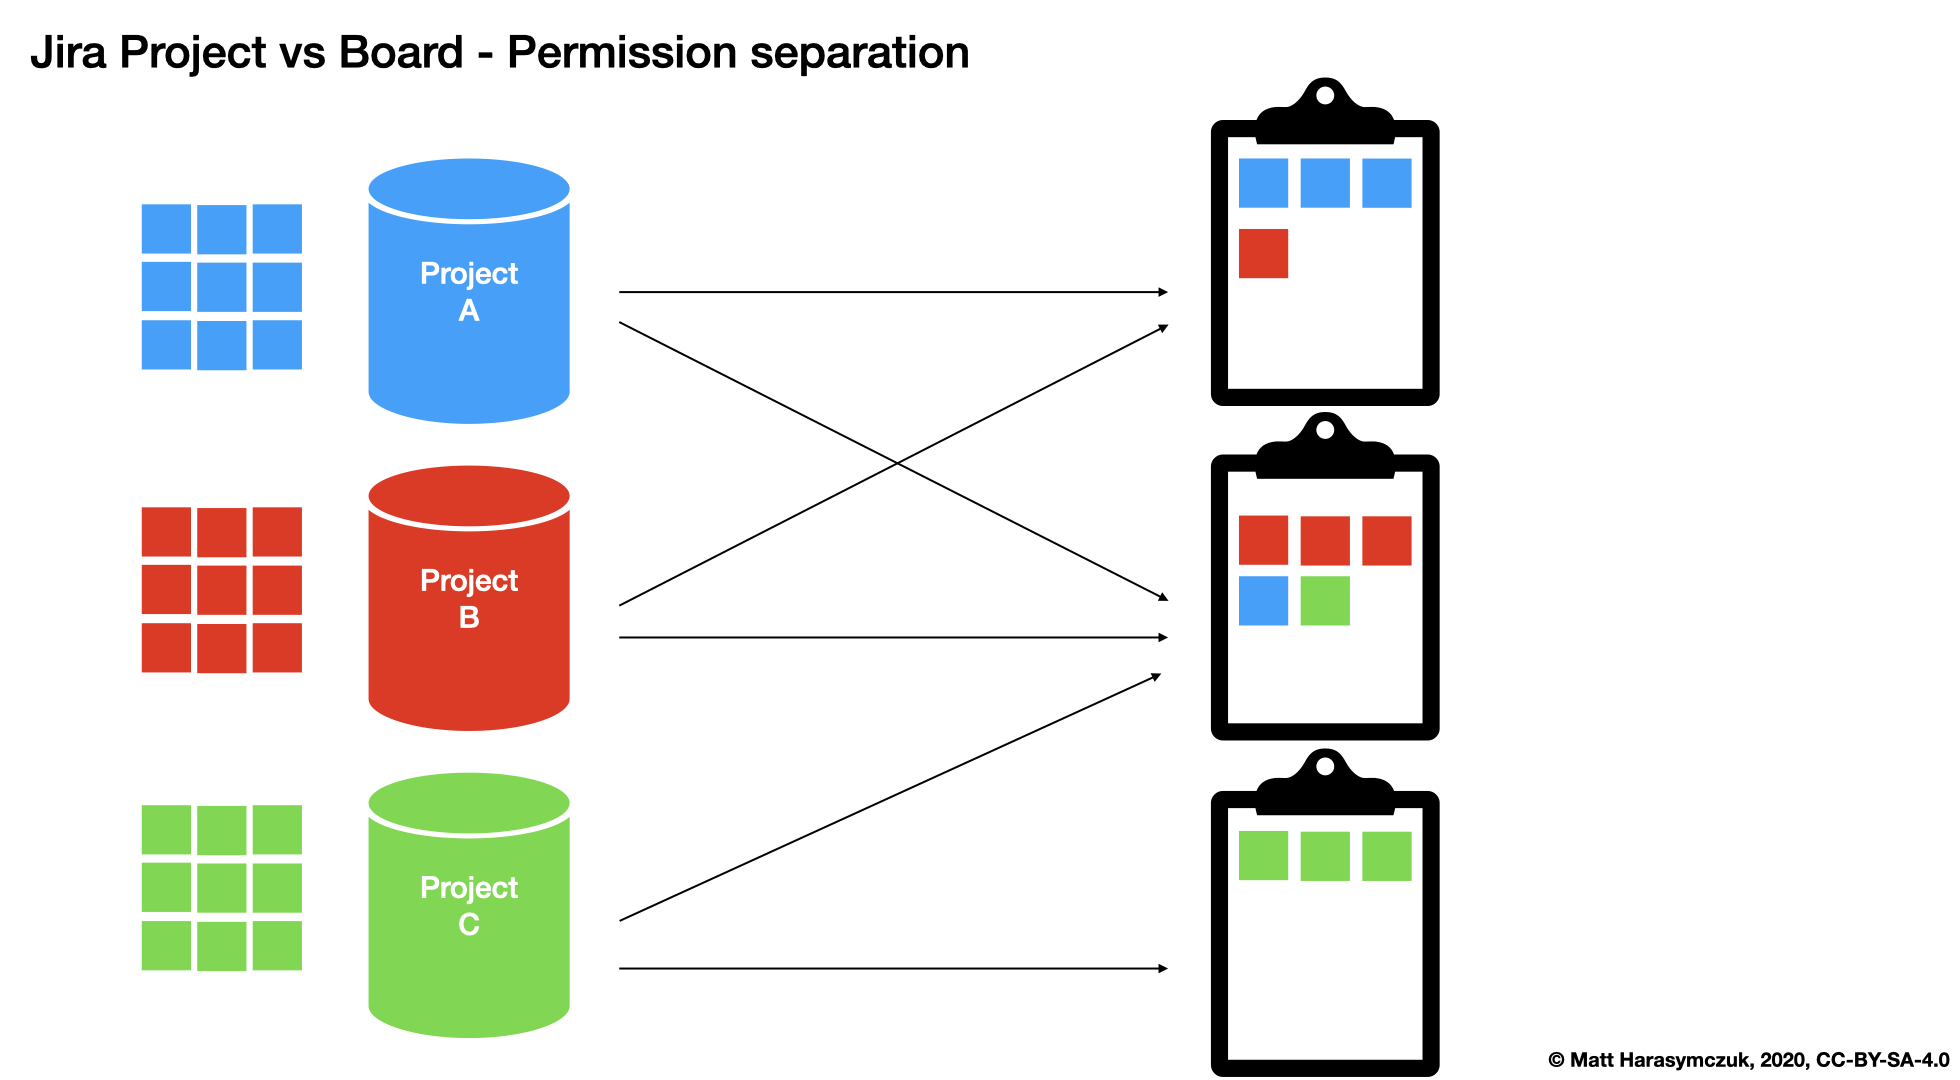 Jira Project vs Board - Permission separation
Project
A
Project
B
Project
C
© Matt Harasymczuk, 2020, CC-BY-SA-4.0